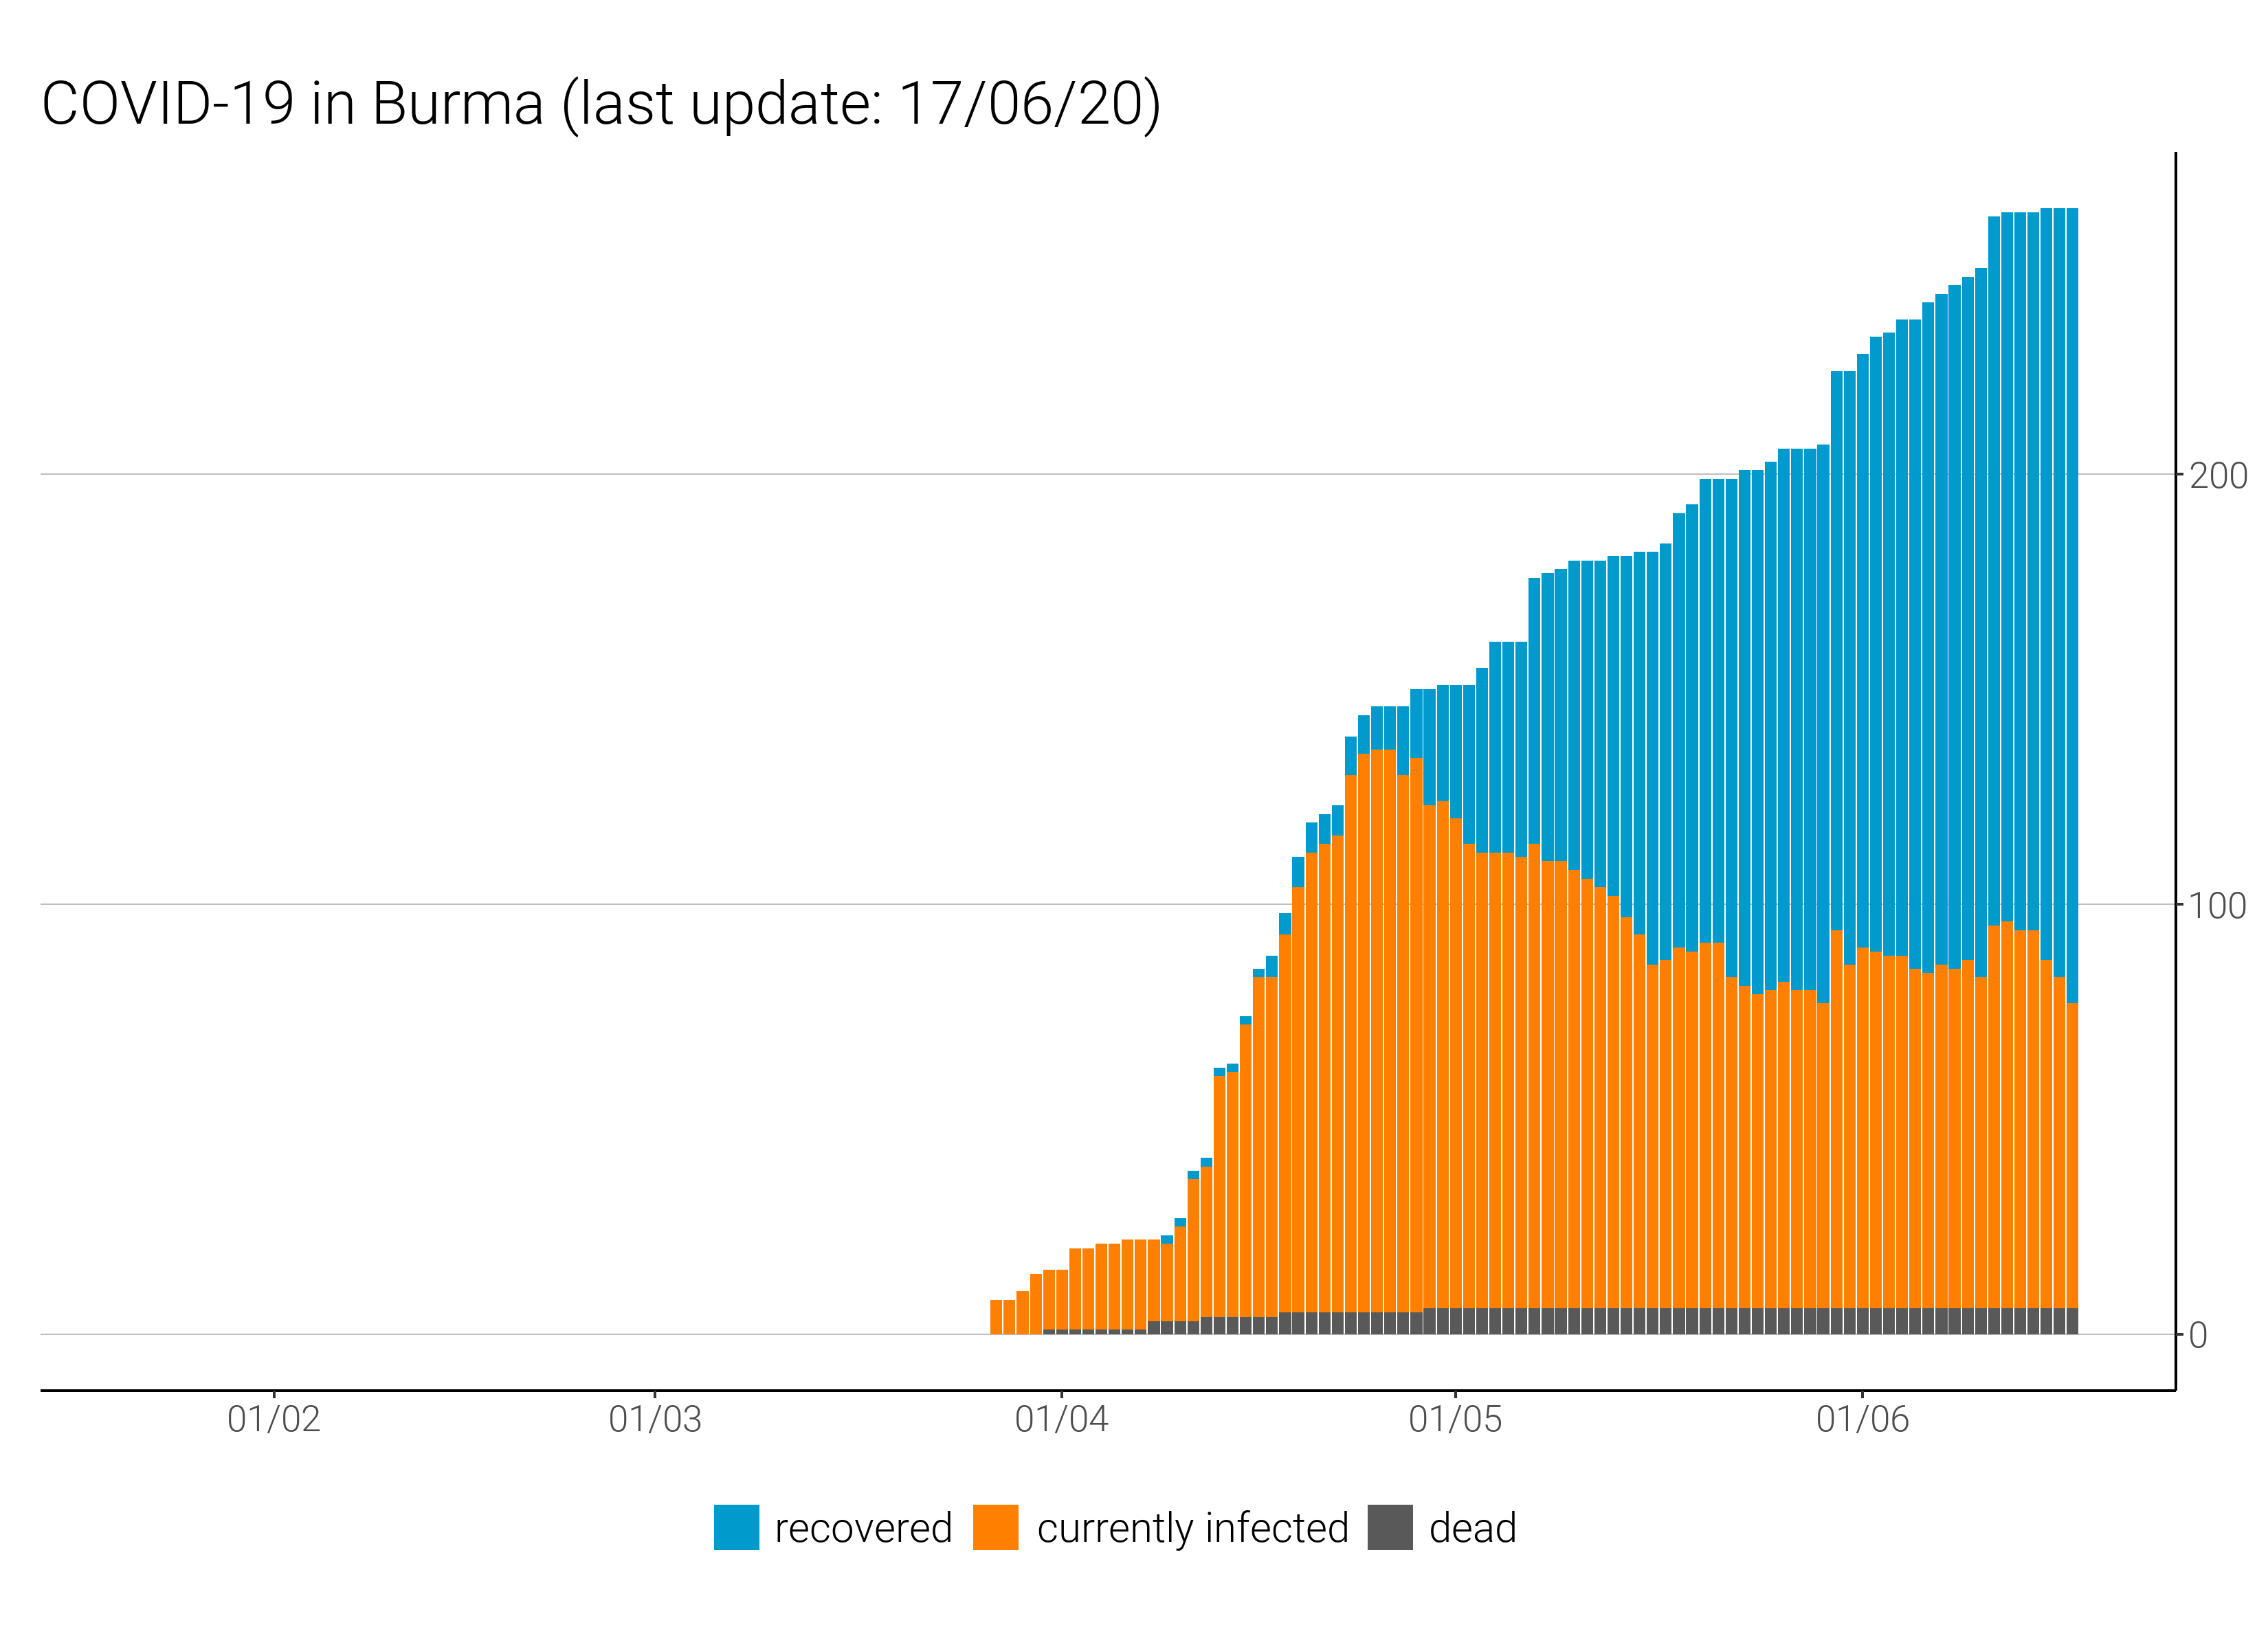 COVID-19 in Burma (last update: 17/06/20)
200
100
0
01/02 01/03 01/04 01/05 01/06
recovered currently infected dead